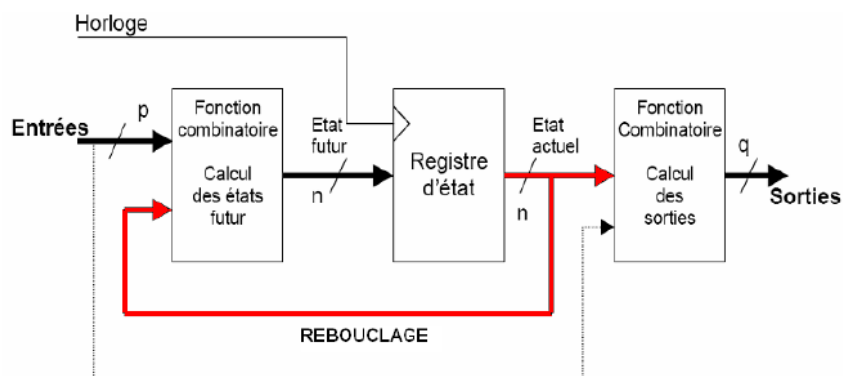 Horloge
Entrées
p
Fonction
combinatoire
Calcul
des états
futur
Etat
futur
n
Registre
d'état
Etat
actuel
n
Fonction
Combinatoire
Calcul
des
sorties
q
Sorties
REBOUCLAGE